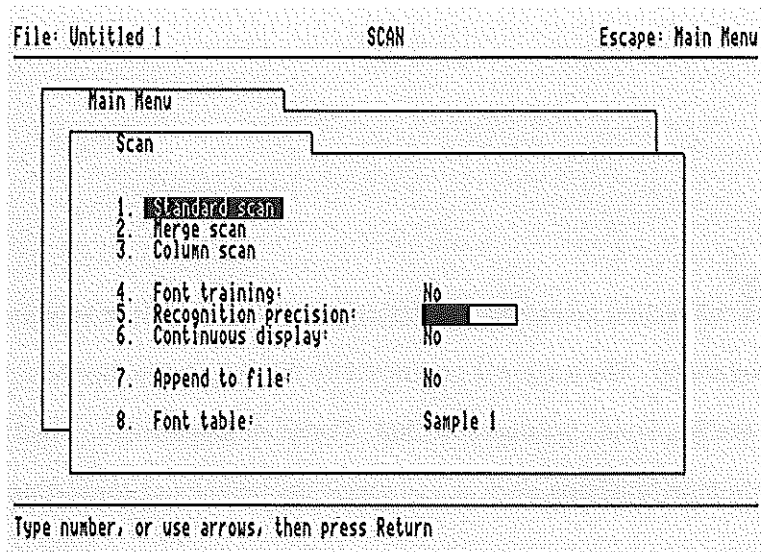 File: Untitled 1 SCAN Escape: Main Menu
Main Menu
Scan
1. Standard scan
2. Merge scan
3. Column scan
4. Font training: No
5. Recognition precision:
6. Continuous display: No
7. Append to file: No
8. Font table: Sample 1
Type number, or use arrows, then press Return